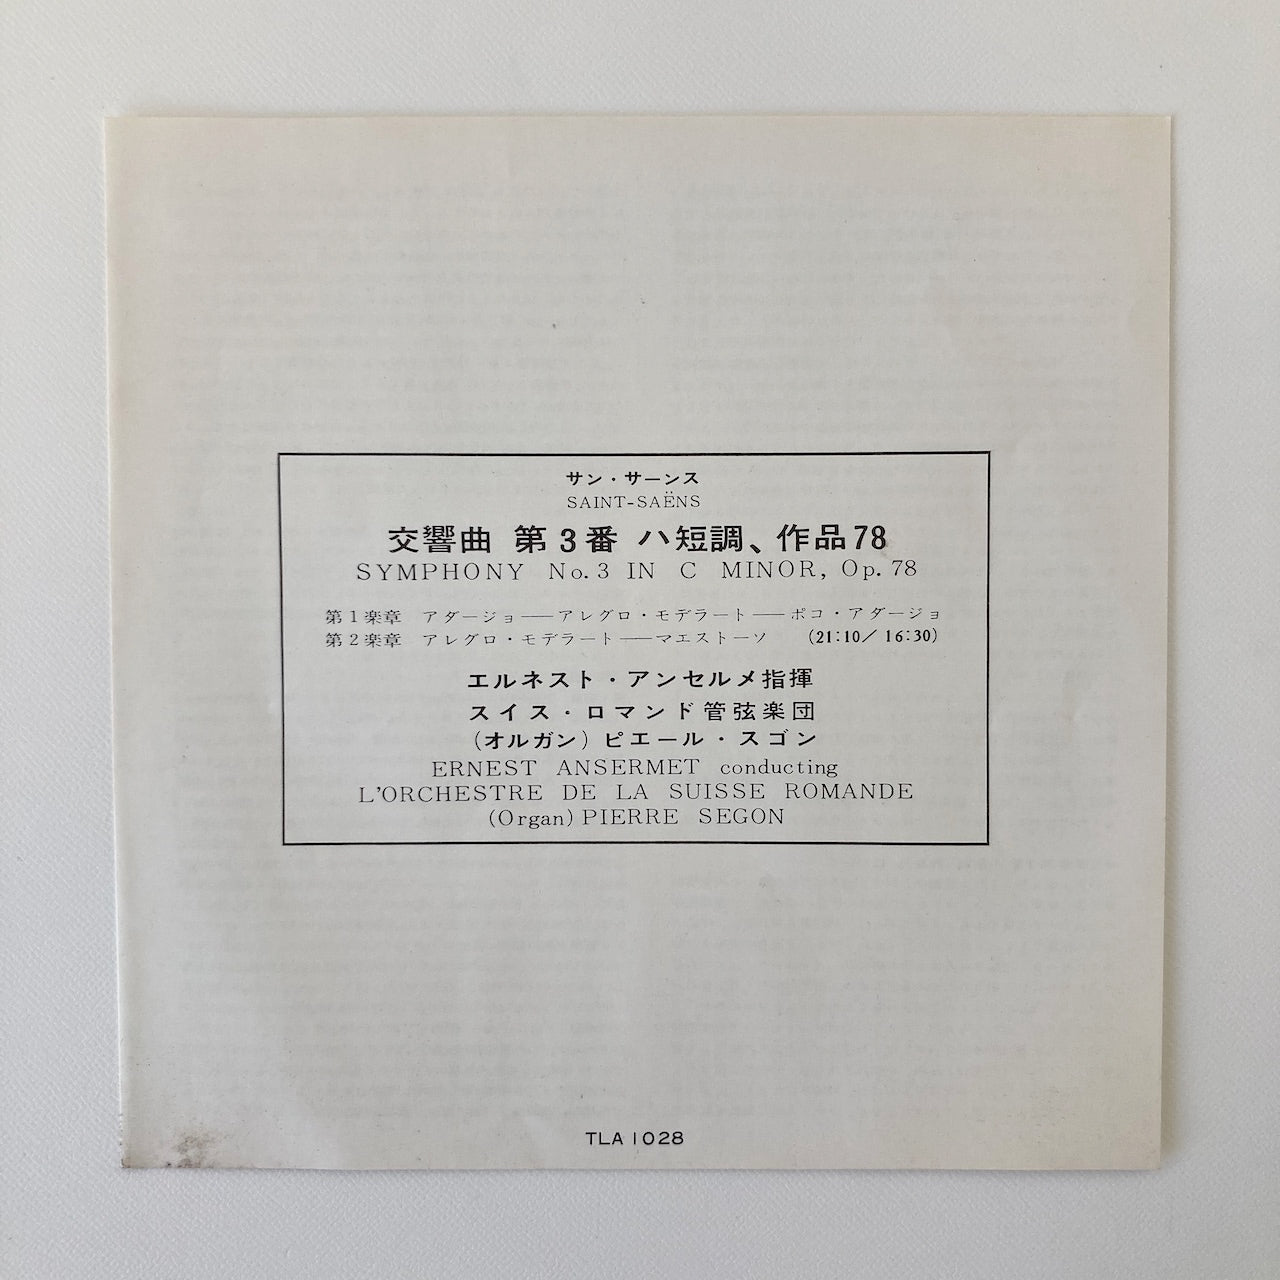 サン・サーンス
SAINT-SAËNS
交響曲 第3番 ハ短調、作品78
SYMPHONY No. 3 IN C MINOR, Op. 78
第1楽章 アダージョ──アレグロ・モデラート──ポコ・アダージョ
第2楽章 アレグロ・モデラート──マエストーソ (21:10/ 16:30)
エルネスト・アンセルメ指揮
スイス・ロマンド管弦楽団
(オルガン) ピエール・スゴン
ERNEST ANSERMET conducting
L'ORCHESTRE DE LA SUISSE ROMANDE
(Organ) PIERRE SEGON
TLA 1028